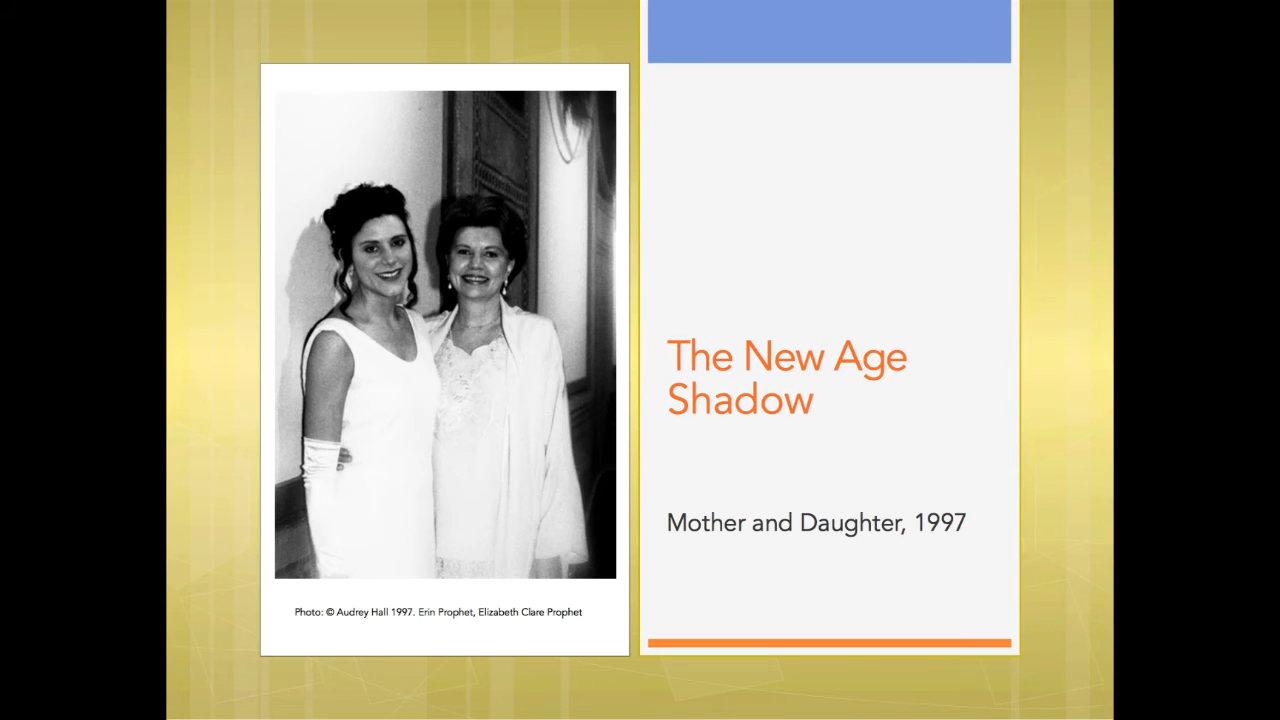 The New Age
Shadow
Mother and Daughter, 1997
Photo: © Audrey Hall 1997. Erin Prophet, Elizabeth Clare Prophet